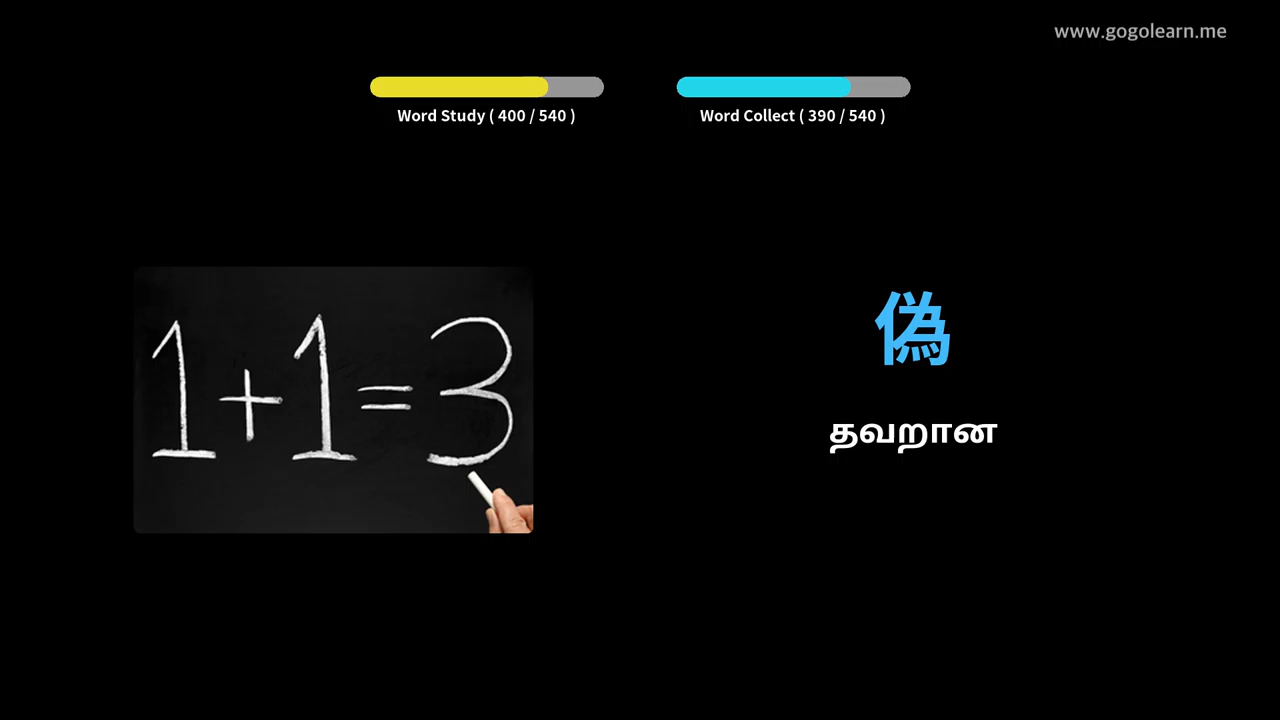 www.gogolearn.me
Word Study ( 400 / 540 )
Word Collect ( 390 / 540 )
1+1=3
偽
தவறான